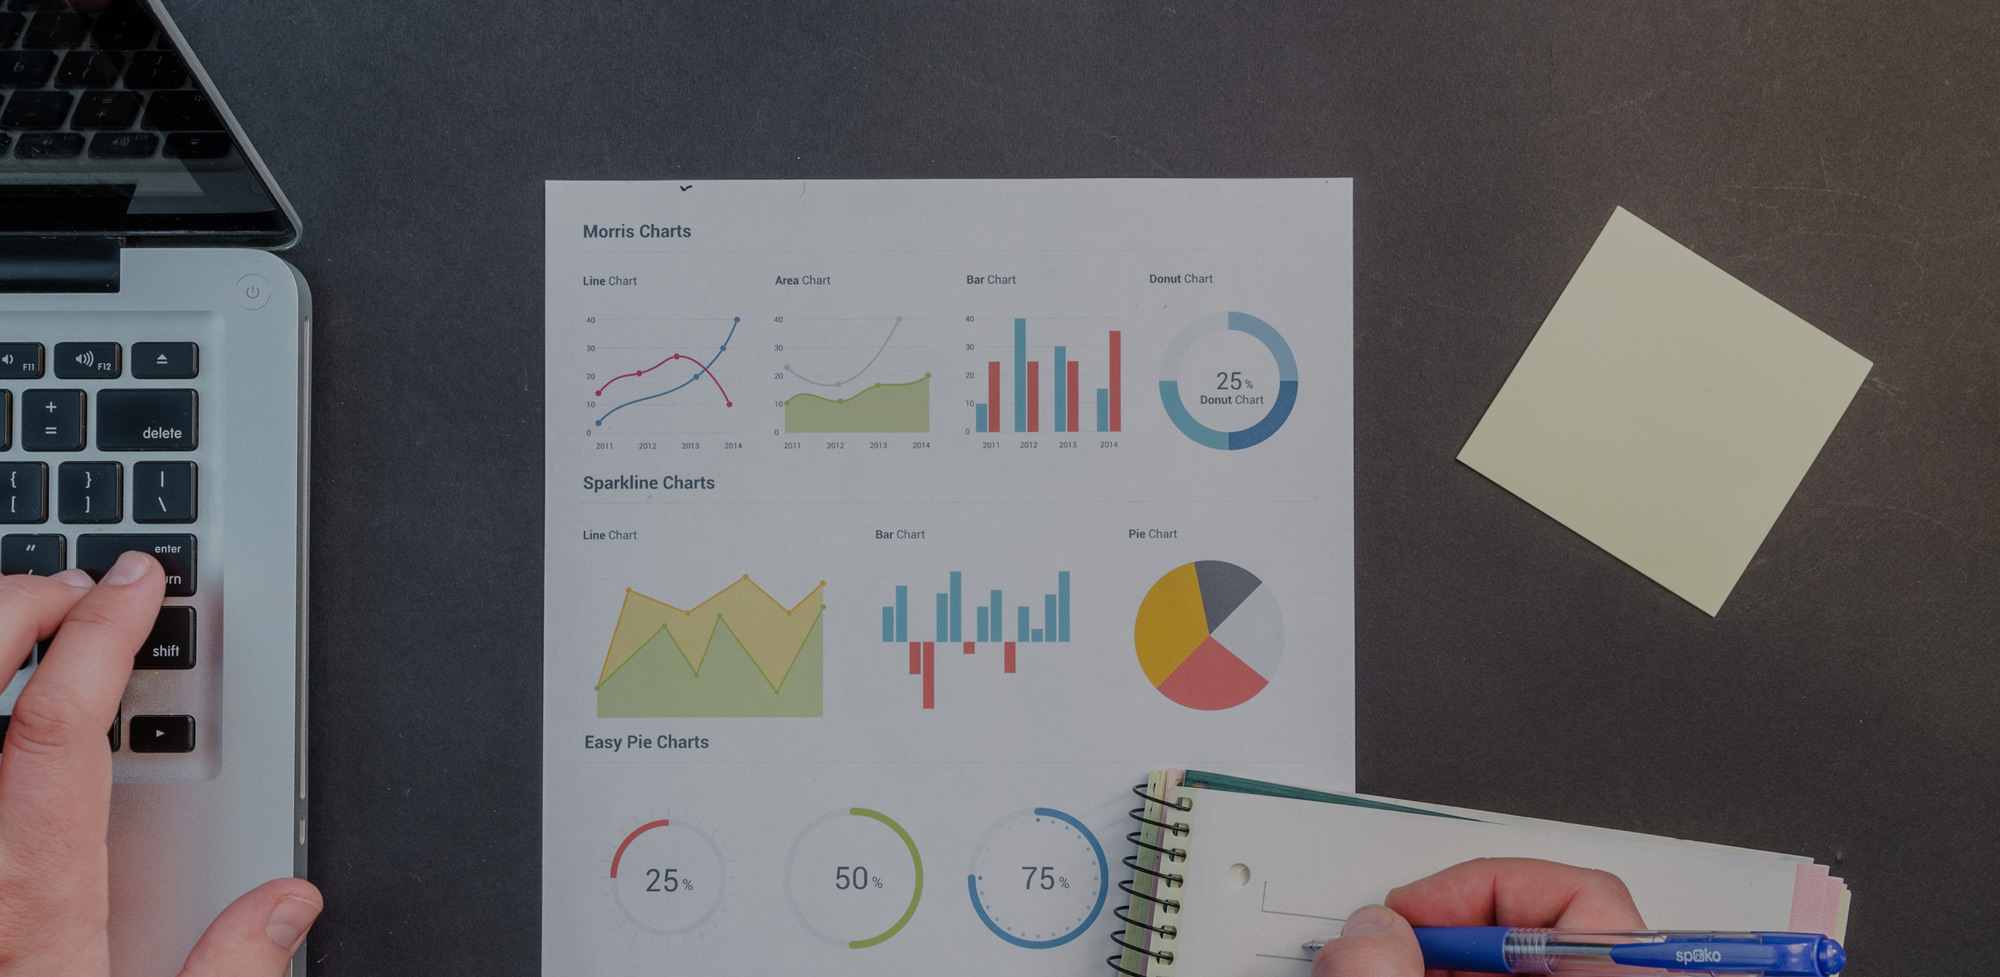 Morris Charts
Line Chart
Area Chart
Bar Chart
Donut Chart
40
30
20
10
0
2011 2012 2013 2014
40
30
20
10
0
2011 2012 2013 2014
40
30
20
10
0
2011 2012 2013 2014
25%
Donut Chart
Sparkline Charts
Line Chart
Bar Chart
Pie Chart
Easy Pie Charts
25%
50%
75%
F11
F12
+
=
delete
{
[
}
]
|
\
"
enter
shift
spoko